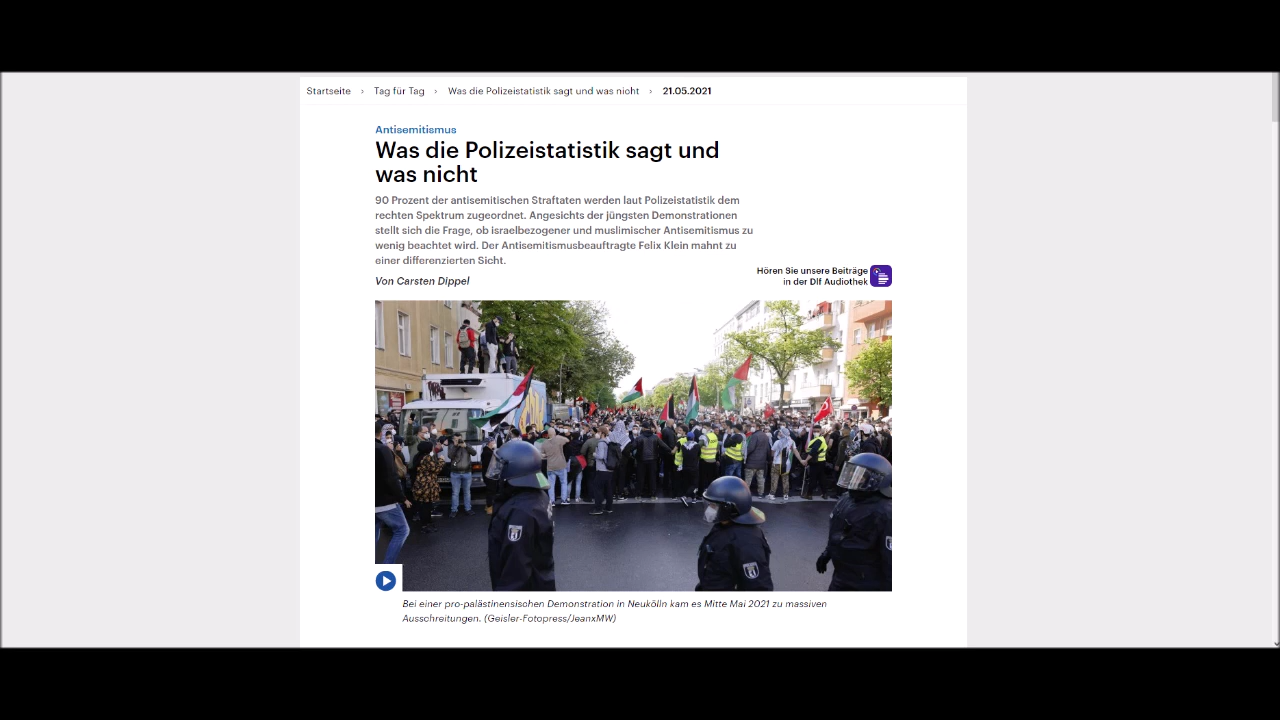 Startseite › Tag für Tag › Was die Polizeistatistik sagt und was nicht › 21.05.2021
Antisemitismus
Was die Polizeistatistik sagt und
was nicht
90 Prozent der antisemitischen Straftaten werden laut Polizeistatistik dem
rechten Spektrum zugeordnet. Angesichts der jüngsten Demonstrationen
stellt sich die Frage, ob israelbezogener und muslimischer Antisemitismus zu
wenig beachtet wird. Der Antisemitismusbeauftragte Felix Klein mahnt zu
einer differenzierten Sicht.
Von Carsten Dippel
Hören Sie unsere Beiträge
in der Dlf Audiothek
Bei einer pro-palästinensischen Demonstration in Neukölln kam es Mitte Mai 2021 zu massiven
Ausschreitungen. (Geisler-Fotopress/JeanxMW)